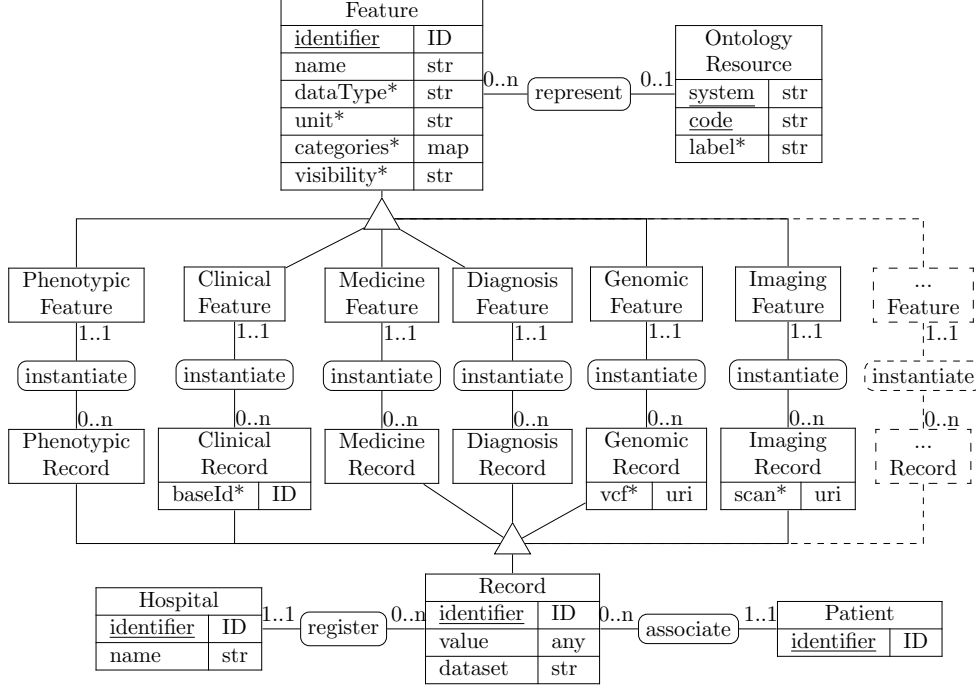 Feature
identifier ID
name str
dataType* str
unit* str
categories* map
visibility* str
0..n represent 0..1
Ontology
Resource
system str
code str
label* str
Phenotypic
Feature
Clinical
Feature
Medicine
Feature
Diagnosis
Feature
Genomic
Feature
Imaging
Feature
...
Feature
1..1 1..1 1..1 1..1 1..1 1..1 1..1
instantiate instantiate instantiate instantiate instantiate instantiate instantiate
0..n 0..n 0..n 0..n 0..n 0..n 0..n
Phenotypic
Record
Clinical
Record
baseId* ID
Medicine
Record
Diagnosis
Record
Genomic
Record
vcf* uri
Imaging
Record
scan* uri
...
Record
Hospital
identifier ID
name str
1..1 register 0..n
Record
identifier ID
value any
dataset str
0..n associate 1..1
Patient
identifier ID